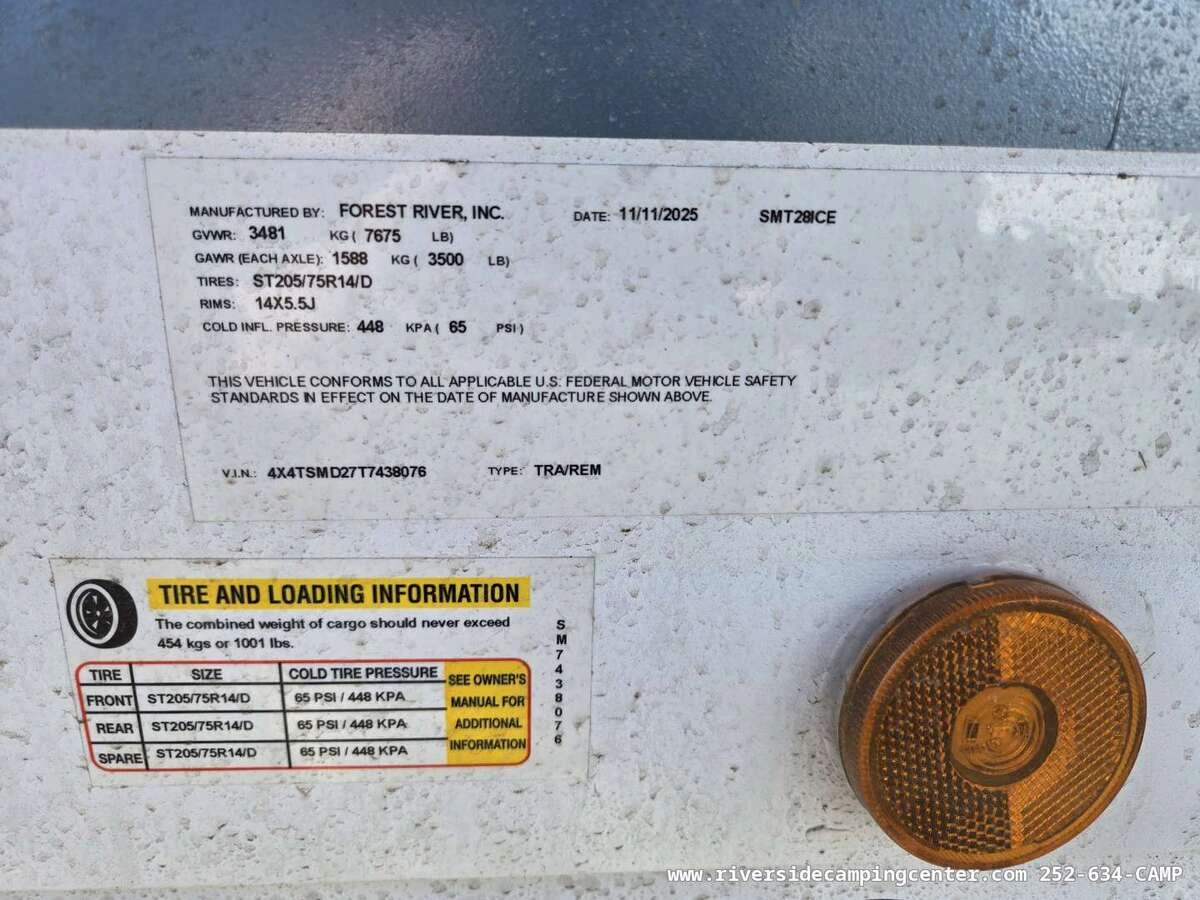 MANUFACTURED BY: FOREST RIVER, INC. DATE: 11/11/2025 SMT28ICE
GVWR: 3481 KG ( 7675 LB)
GAWR (EACH AXLE): 1588 KG ( 3500 LB)
TIRES: ST205/75R14/D
RIMS: 14X5.5J
COLD INFL. PRESSURE: 448 KPA ( 65 PSI )
THIS VEHICLE CONFORMS TO ALL APPLICABLE U.S. FEDERAL MOTOR VEHICLE SAFETY
STANDARDS IN EFFECT ON THE DATE OF MANUFACTURE SHOWN ABOVE.
V.I.N.: 4X4TSMD27T7438076 TYPE: TRA/REM
TIRE AND LOADING INFORMATION
The combined weight of cargo should never exceed
454 kgs or 1001 lbs.
TIRE SIZE COLD TIRE PRESSURE
FRONT ST205/75R14/D 65 PSI / 448 KPA
REAR ST205/75R14/D 65 PSI / 448 KPA
SPARE ST205/75R14/D 65 PSI / 448 KPA
SEE OWNER'S
MANUAL FOR
ADDITIONAL
INFORMATION
SM7438076
www.riversidecampingcenter.com 252-634-CAMP